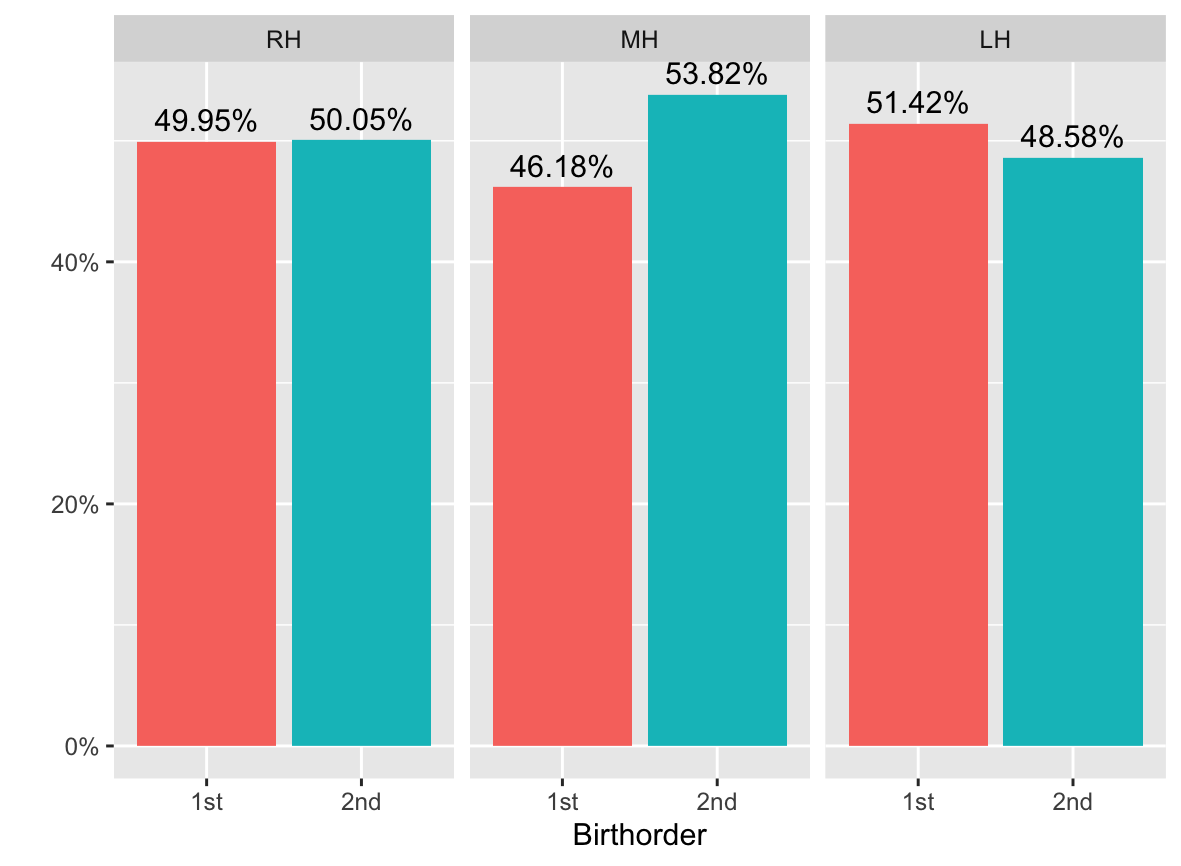 RH MH LH
53.82%
51.42%
49.95% 50.05%
48.58%
46.18%
40%
20%
0%
1st 2nd 1st 2nd 1st 2nd
Birthorder